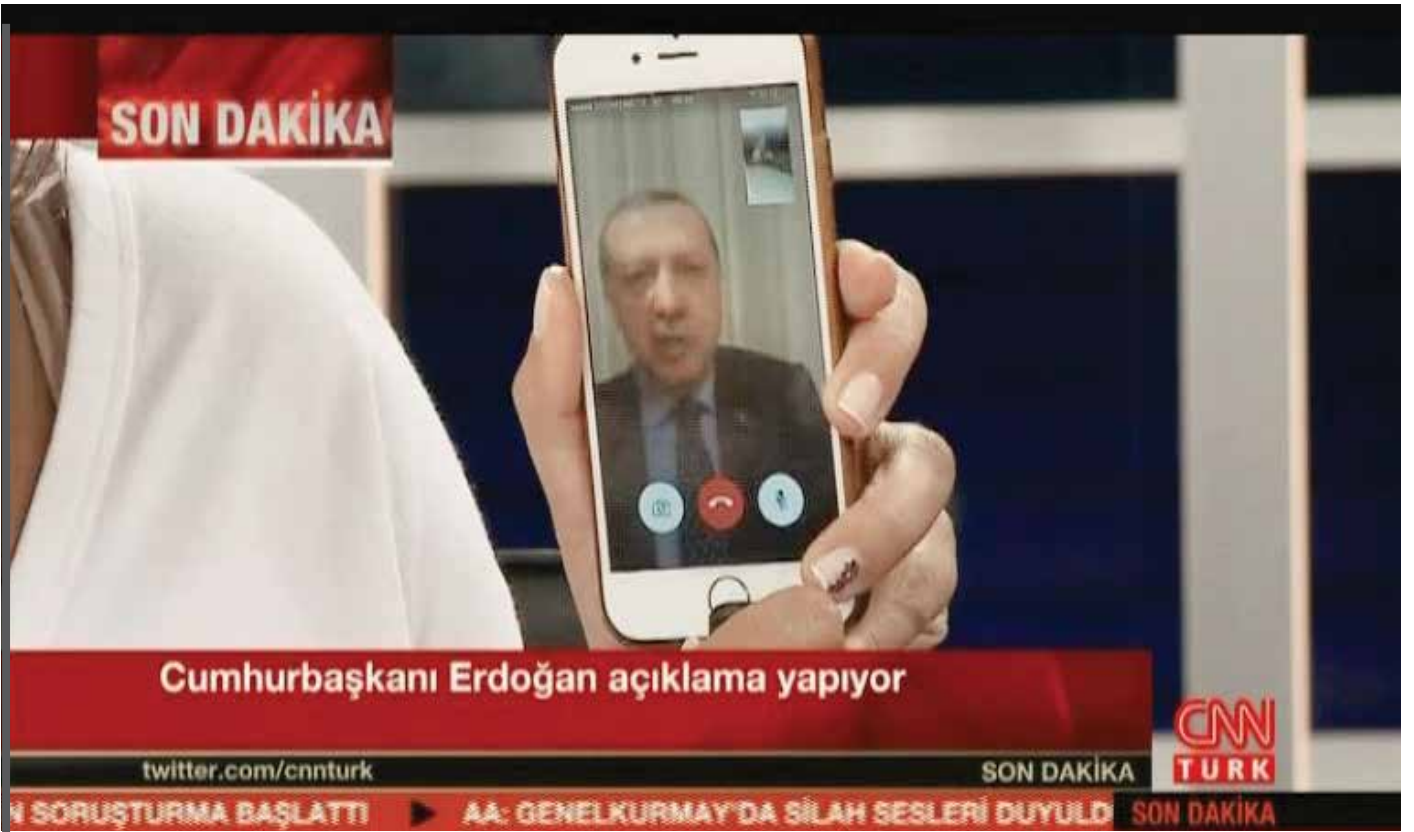 SON DAKİKA
Cumhurbaşkanı Erdoğan açıklama yapıyor
twitter.com/cnnturk
SON DAKİKA
CNN
TURK
N SORUŞTURMA BAŞLATTI ▶ AA: GENELKURMAY'DA SİLAH SESLERİ DUYULD
SON DAKİKA